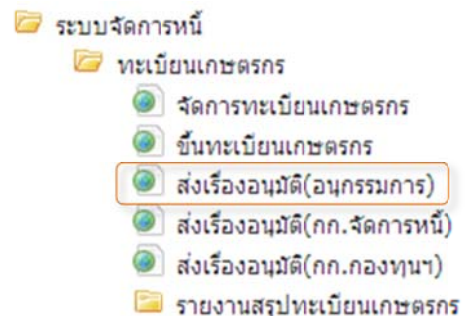 ระบบจัดการหนี้
ทะเบียนเกษตรกร
จัดการทะเบียนเกษตรกร
ขึ้นทะเบียนเกษตรกร
ส่งเรื่องอนุมัติ(อนุกรรมการ)
ส่งเรื่องอนุมัติ(กก.จัดการหนี้)
ส่งเรื่องอนุมัติ(กก.กองทุนฯ)
รายงานสรุปทะเบียนเกษตรกร